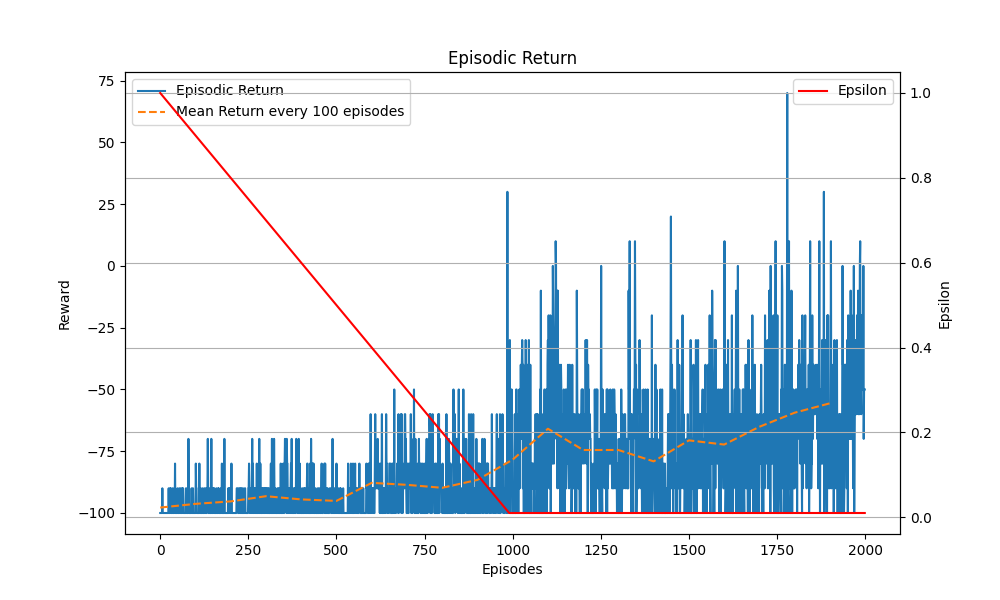 Episodic Return
Episodic Return
Mean Return every 100 episodes
Epsilon
75
50
25
0
−25
−50
−75
−100
Reward
1.0
0.8
0.6
0.4
0.2
0.0
Epsilon
0 250 500 750 1000 1250 1500 1750 2000
Episodes